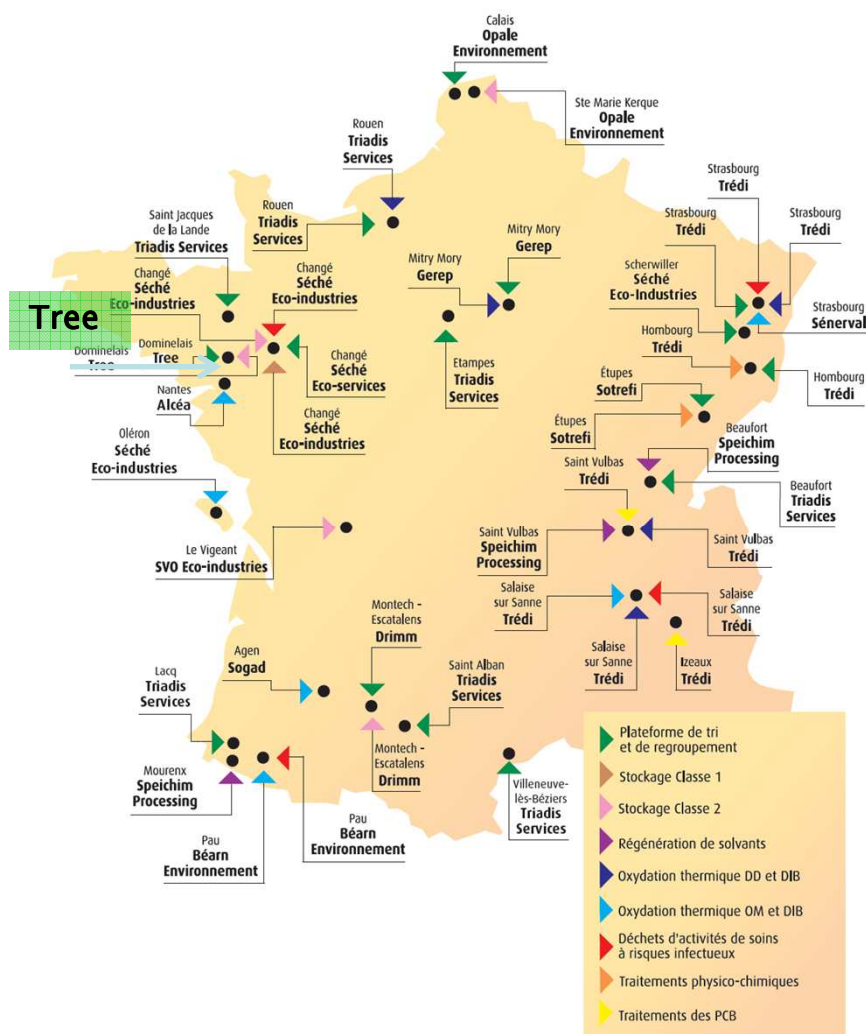 Calais
Opale
Environnement
Ste Marie Kerque
Opale
Environnement
Rouen
Triadis
Services
Rouen
Triadis
Services
Saint Jacques
de la Lande
Triadis Services
Changé
Séché
Eco-industries
Changé
Séché
Eco-industries
Mitry Mory
Gerep
Mitry Mory
Gerep
Strasbourg
Trédi
Strasbourg
Trédi
Strasbourg
Trédi
Scherwiller
Séché
Eco-Industries
Strasbourg
Sénerval
Tree
Dominelais
Tree
Dominelais
Tree
Changé
Séché
Eco-services
Etampes
Triadis
Services
Hombourg
Trédi
Hombourg
Trédi
Nantes
Alcéa
Changé
Séché
Eco-industries
Étupes
Sotrefi
Étupes
Sotrefi
Oléron
Séché
Eco-industries
Beaufort
Speichim
Processing
Saint Vulbas
Trédi
Beaufort
Triadis
Services
Le Vigeant
SVO Eco-industries
Saint Vulbas
Speichim
Processing
Saint Vulbas
Trédi
Salaise
sur Sanne
Trédi
Salaise
sur Sanne
Trédi
Salaise
sur Sanne
Trédi
Izeaux
Trédi
Montech -
Escatalens
Drimm
Agen
Sogad
Saint Alban
Triadis
Services
Lacq
Triadis
Services
Montech -
Escatalens
Drimm
Mourenx
Speichim
Processing
Villeneuve-
lès-Béziers
Triadis
Services
Pau
Béarn
Environnement
Pau
Béarn
Environnement
Plateforme de tri
et de regroupement
Stockage Classe 1
Stockage Classe 2
Régénération de solvants
Oxydation thermique DD et DIB
Oxydation thermique OM et DIB
Déchets d'activités de soins
à risques infectueux
Traitements physico-chimiques
Traitements des PCB